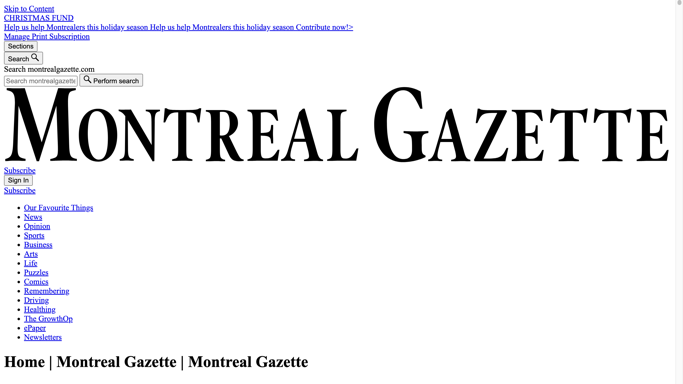 Skip to Content
CHRISTMAS FUND
Help us help Montrealers this holiday season Help us help Montrealers this holiday season Contribute now!>
Manage Print Subscription
Sections
Search
Search montrealgazette.com
Search montrealgazette Perform search
MONTREAL GAZETTE
Subscribe
Sign In
Subscribe
Our Favourite Things
News
Opinion
Sports
Business
Arts
Life
Puzzles
Comics
Remembering
Driving
Healthing
The GrowthOp
ePaper
Newsletters
Home | Montreal Gazette | Montreal Gazette